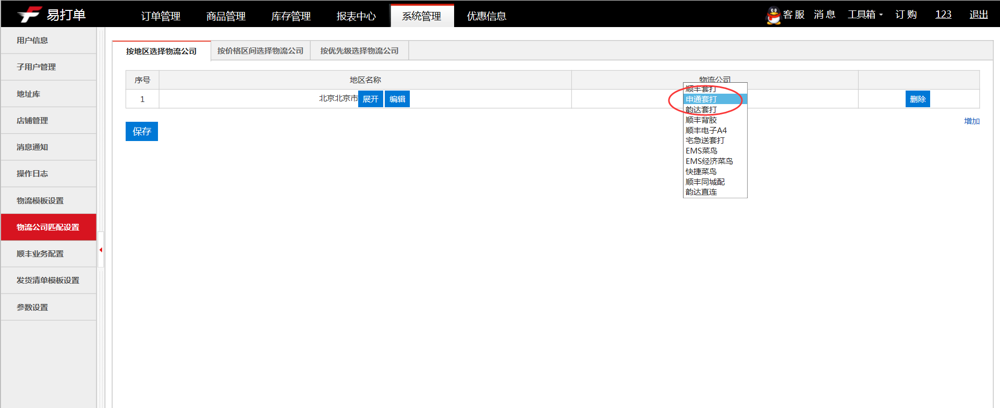 易打单
订单管理 商品管理 库存管理 报表中心 系统管理 优惠信息 客 服 消 息 工具箱 订 购 123 退出
用户信息
子用户管理
地址库
店铺管理
消息通知
操作日志
物流模板设置
物流公司匹配设置
顺丰业务配置
发货清单模板设置
参数设置
按地区选择物流公司 按价格区间选择物流公司 按优先级选择物流公司
序号 地区名称 物流公司
1 北京北京市 展开 编辑 删除
顺丰套打
申通套打
韵达套打
顺丰背胶
顺丰电子A4
宅急送套打
EMS菜鸟
EMS经济菜鸟
快捷菜鸟
顺丰同城配
韵达直连
增加
保存